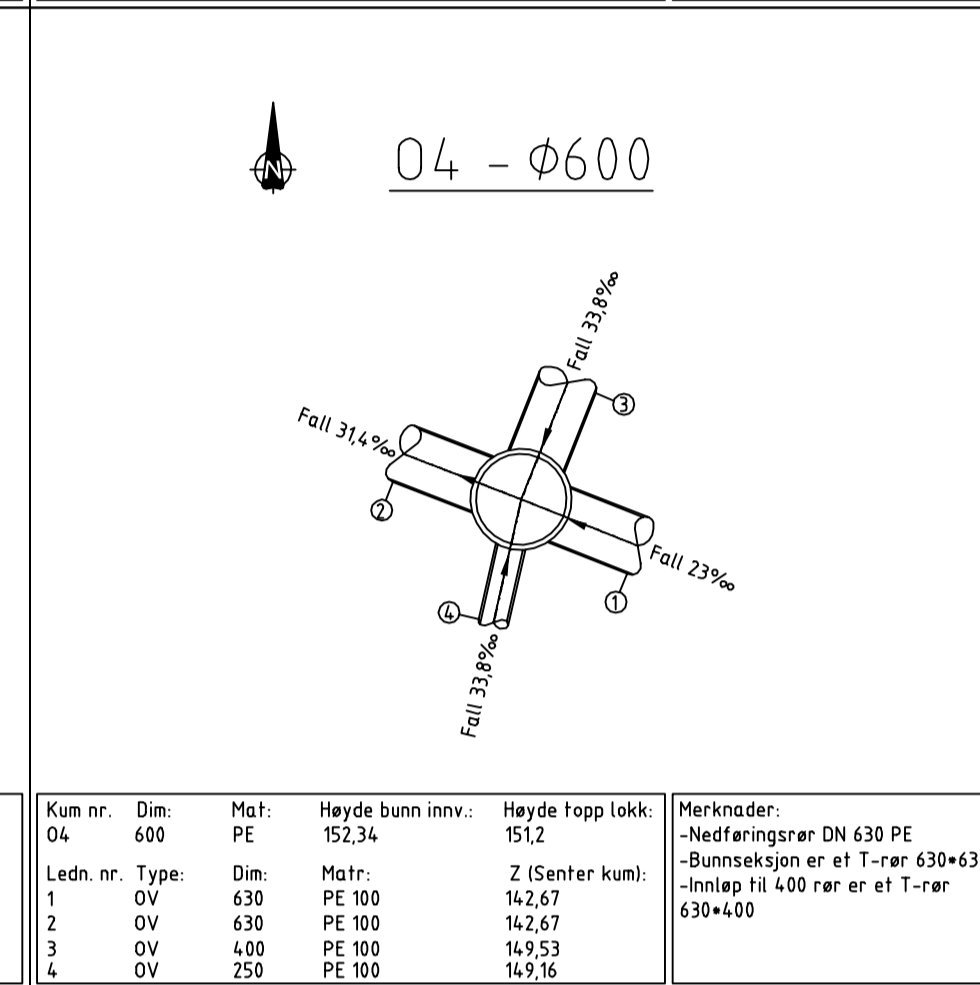 N
04 - Φ600
Fall 33,8‰
3
Fall 31,4‰
2
Fall 23‰
1
4
Fall 33,8‰
Kum nr. Dim: Mat: Høyde bunn innv.: Høyde topp lokk:
04 600 PE 152,34 151,2
Ledn. nr. Type: Dim: Matr: Z (Senter kum):
1 OV 630 PE 100 142,67
2 OV 630 PE 100 142,67
3 OV 400 PE 100 149,53
4 OV 250 PE 100 149,16
Merknader:
-Nedføringsrør DN 630 PE
-Bunnseksjon er et T-rør 630*63
-Innløp til 400 rør er et T-rør
630*400